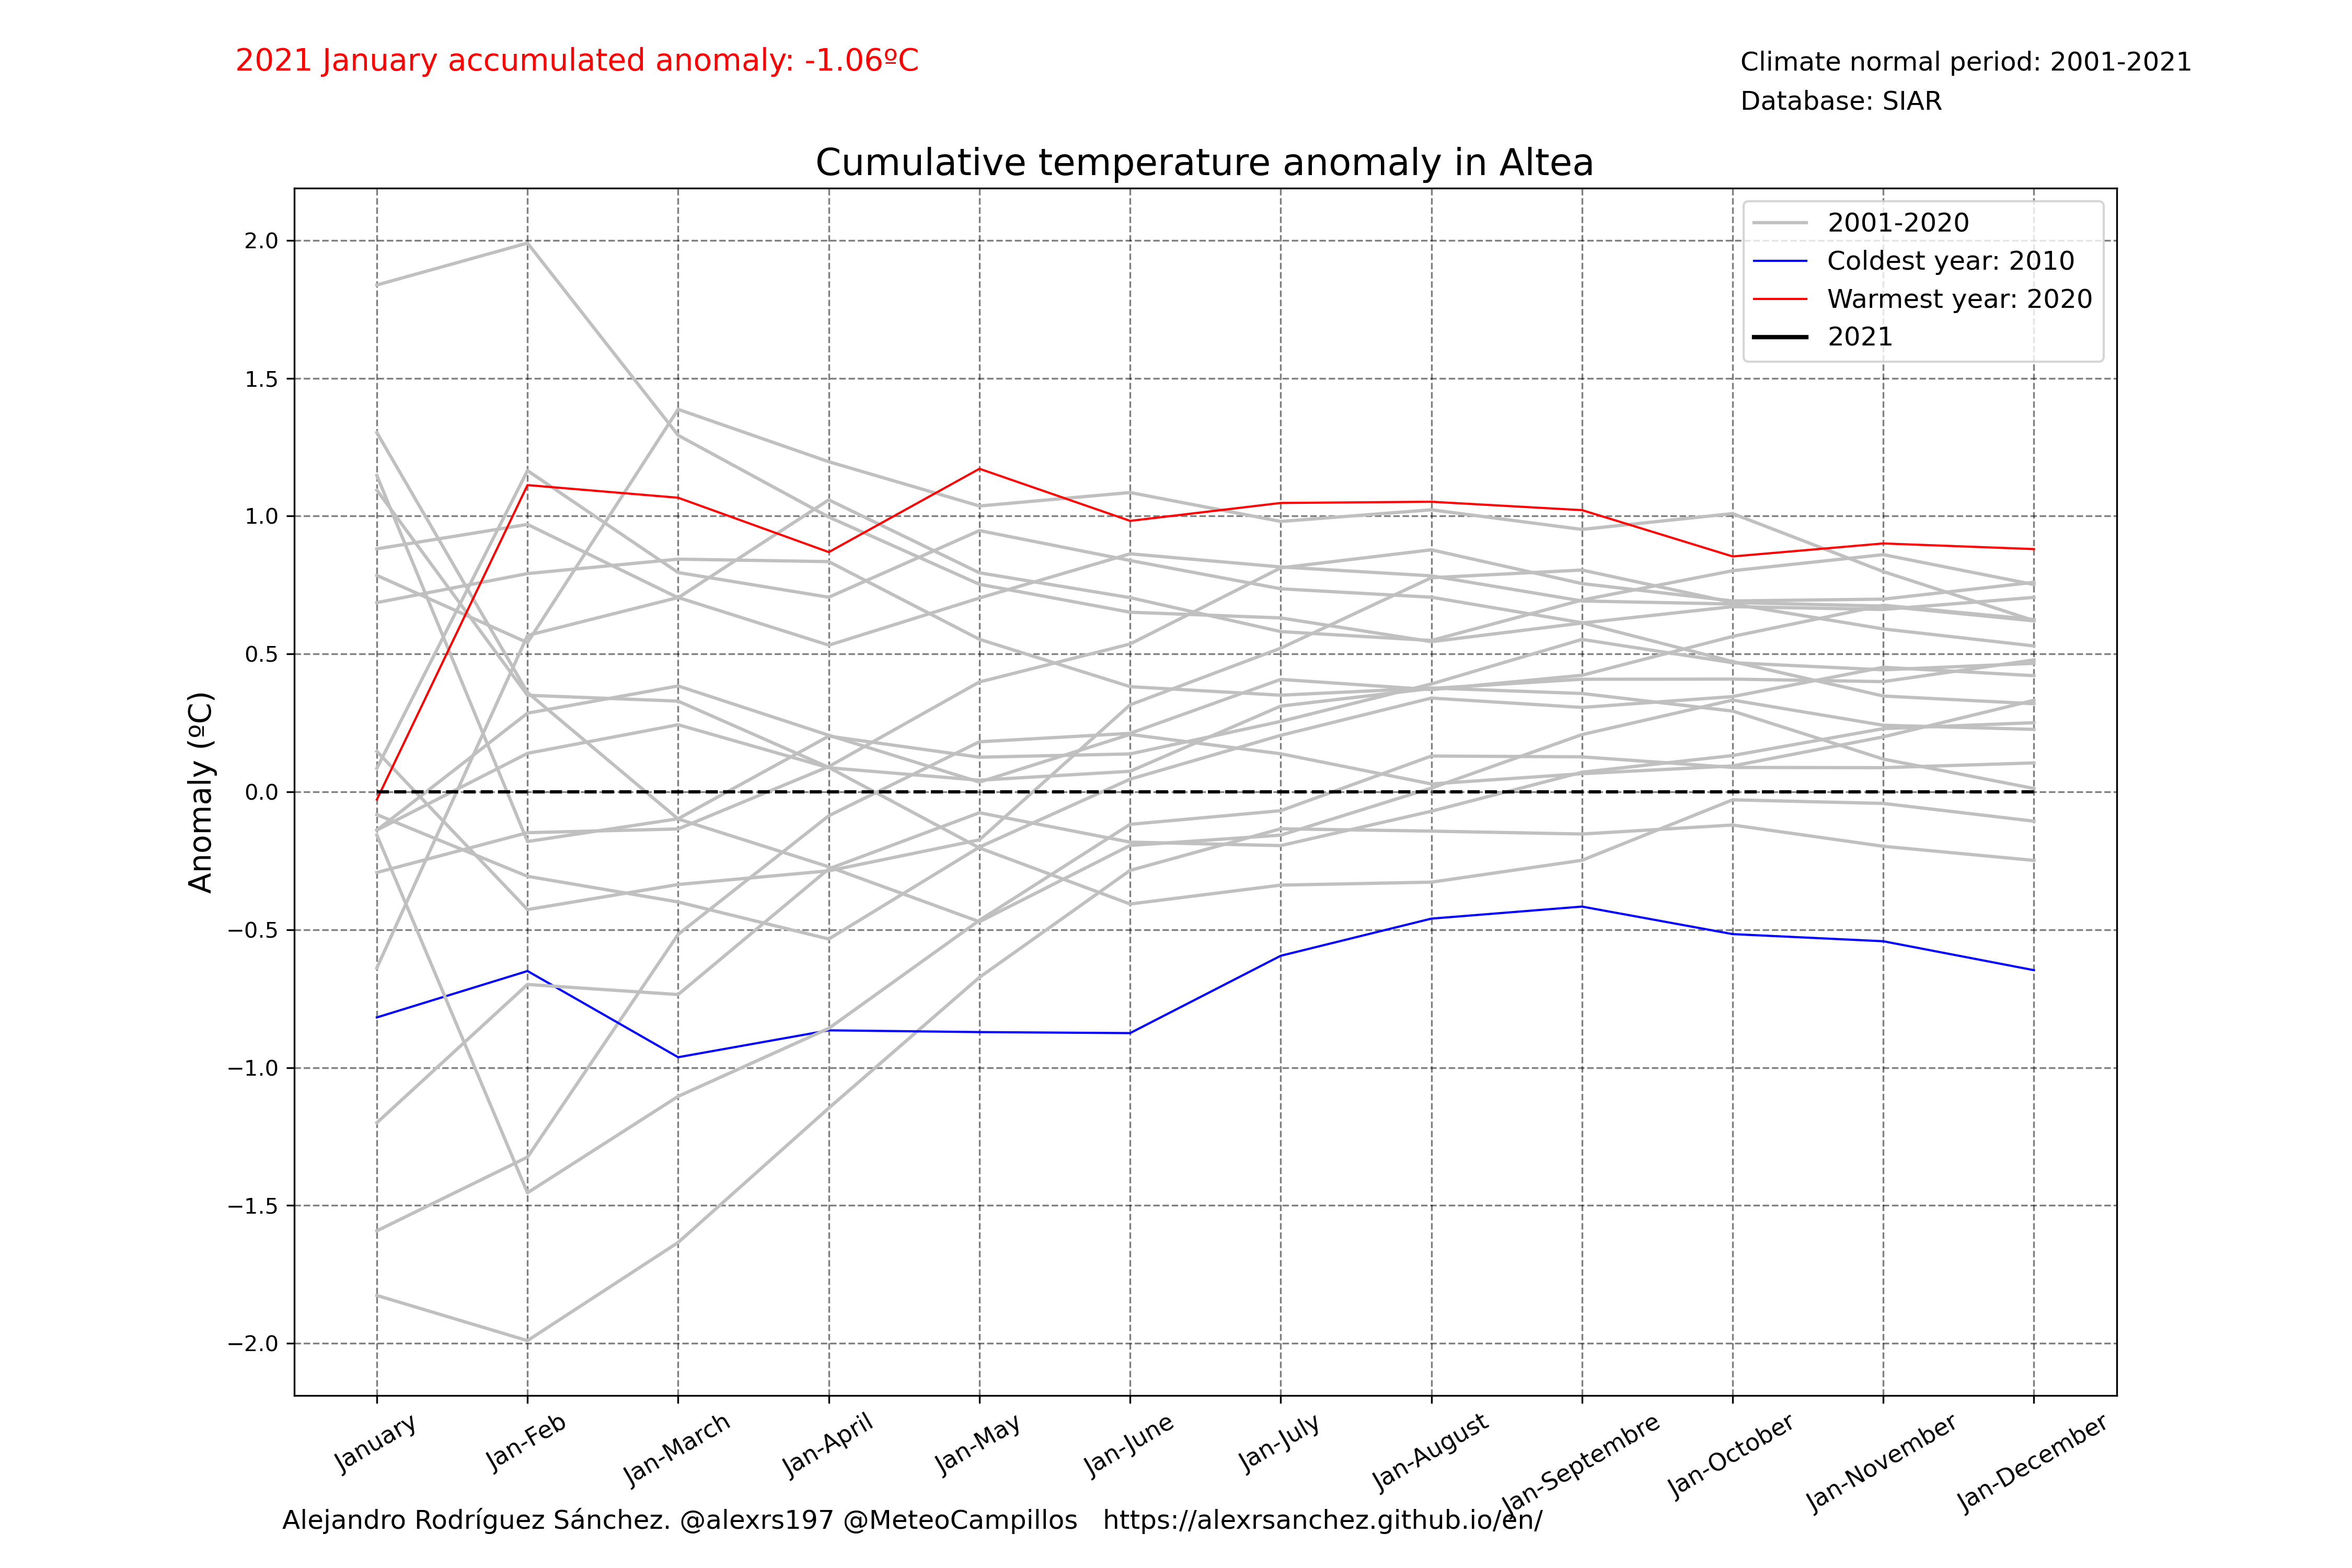 2021 January accumulated anomaly: -1.06ºC
Climate normal period: 2001-2021
Database: SIAR
Cumulative temperature anomaly in Altea
2001-2020
Coldest year: 2010
Warmest year: 2020
2021
Anomaly (ºC)
2.0
1.5
1.0
0.5
0.0
−0.5
−1.0
−1.5
−2.0
January
Jan-Feb
Jan-March
Jan-April
Jan-May
Jan-June
Jan-July
Jan-August
Jan-Septembre
Jan-October
Jan-November
Jan-December
Alejandro Rodríguez Sánchez. @alexrs197 @MeteoCampillos https://alexrsanchez.github.io/en/